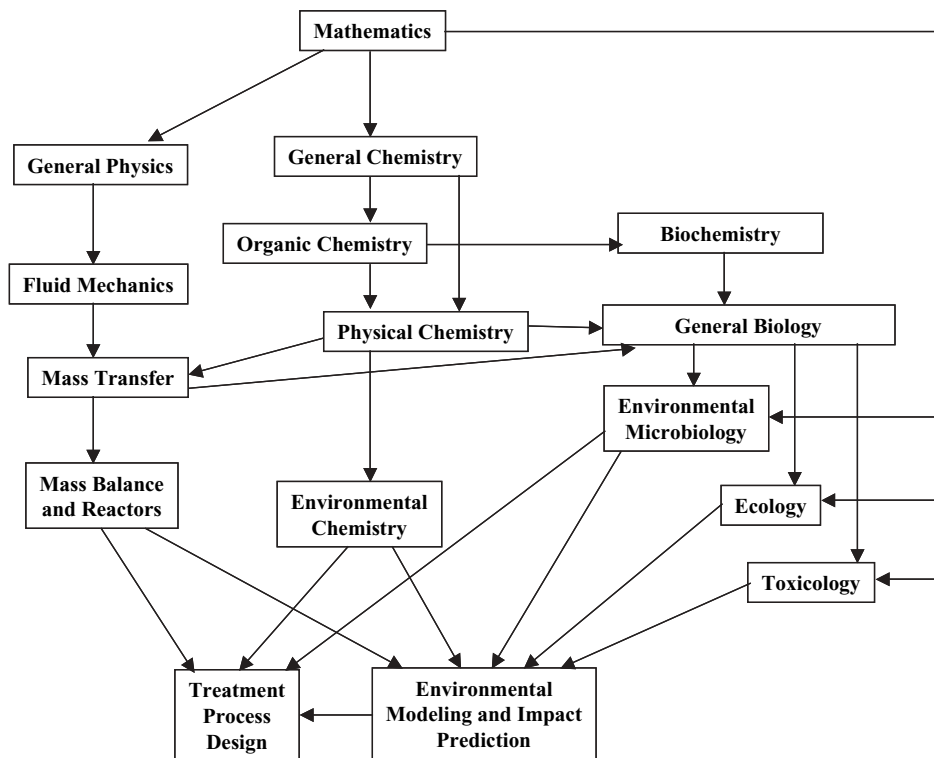 Mathematics
General Physics
General Chemistry
Organic Chemistry
Biochemistry
Fluid Mechanics
Physical Chemistry
General Biology
Mass Transfer
Environmental
Microbiology
Mass Balance
and Reactors
Environmental
Chemistry
Ecology
Toxicology
Treatment
Process
Design
Environmental
Modeling and Impact
Prediction